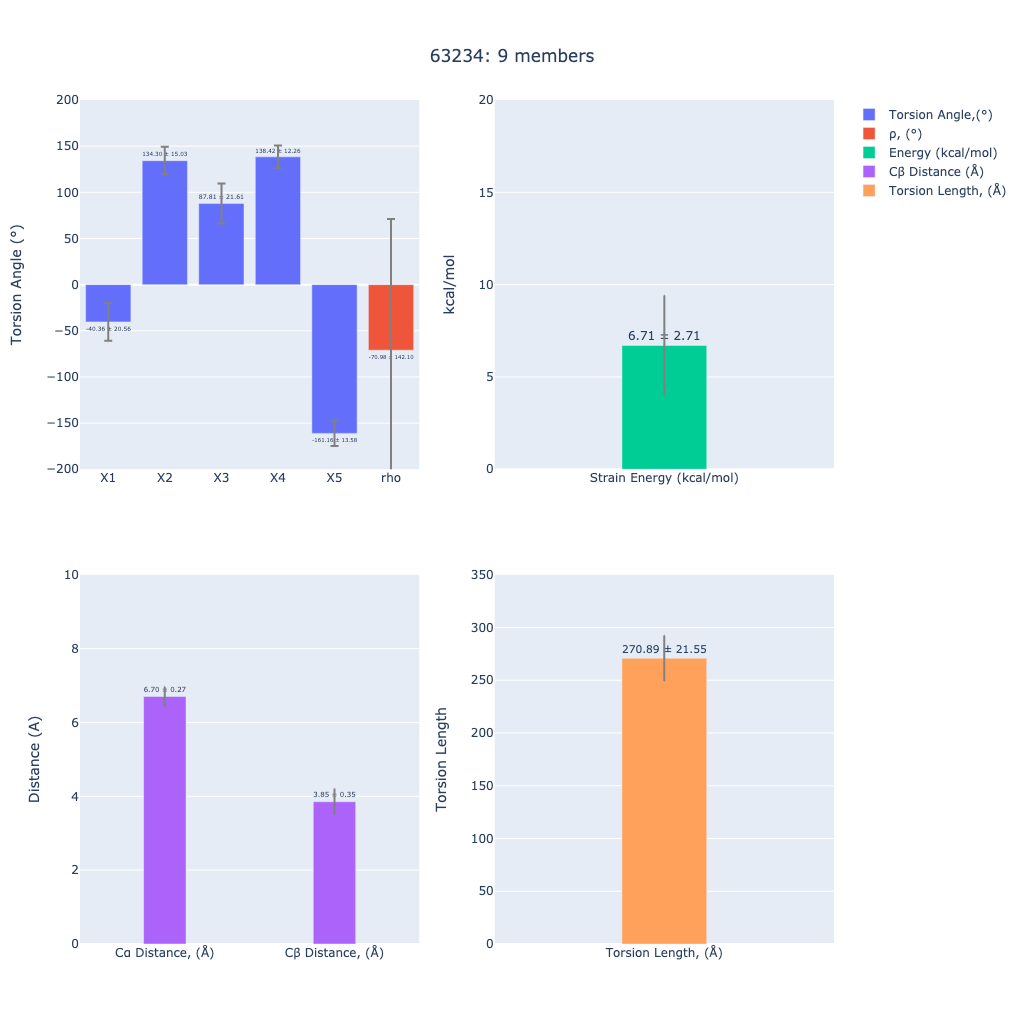 63234: 9 members
Torsion Angle (°)
200
150
100
50
0
−50
−100
−150
−200
-40.36 ± 20.56
134.30 ± 15.03
87.81 ± 21.61
138.42 ± 12.26
-161.16 ± 13.58
-70.98 ± 142.10
X1 X2 X3 X4 X5 rho
kcal/mol
20
15
10
5
0
6.71 ± 2.71
Strain Energy (kcal/mol)
Torsion Angle,(°)
ρ, (°)
Energy (kcal/mol)
Cβ Distance (Å)
Torsion Length, (Å)
Distance (A)
10
8
6
4
2
0
6.70 ± 0.27
3.85 ± 0.35
Cα Distance, (Å) Cβ Distance, (Å)
Torsion Length
350
300
250
200
150
100
50
0
270.89 ± 21.55
Torsion Length, (Å)